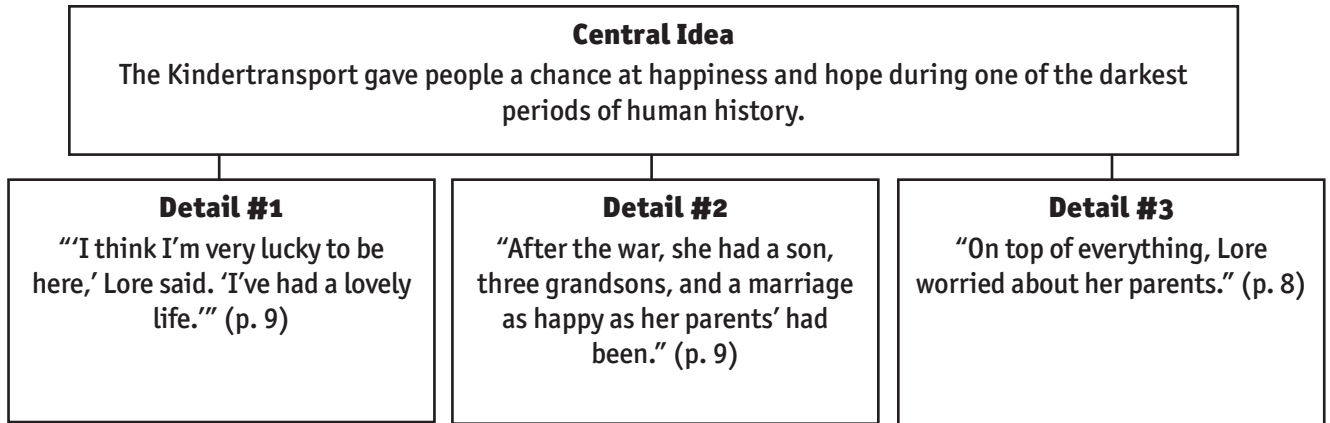 Central Idea
The Kindertransport gave people a chance at happiness and hope during one of the darkest
periods of human history.
Detail #1
“‘I think I’m very lucky to be
here,’ Lore said. ‘I’ve had a lovely
life.’” (p. 9)
Detail #2
“After the war, she had a son,
three grandsons, and a marriage
as happy as her parents’ had
been.” (p. 9)
Detail #3
“On top of everything, Lore
worried about her parents.” (p. 8)